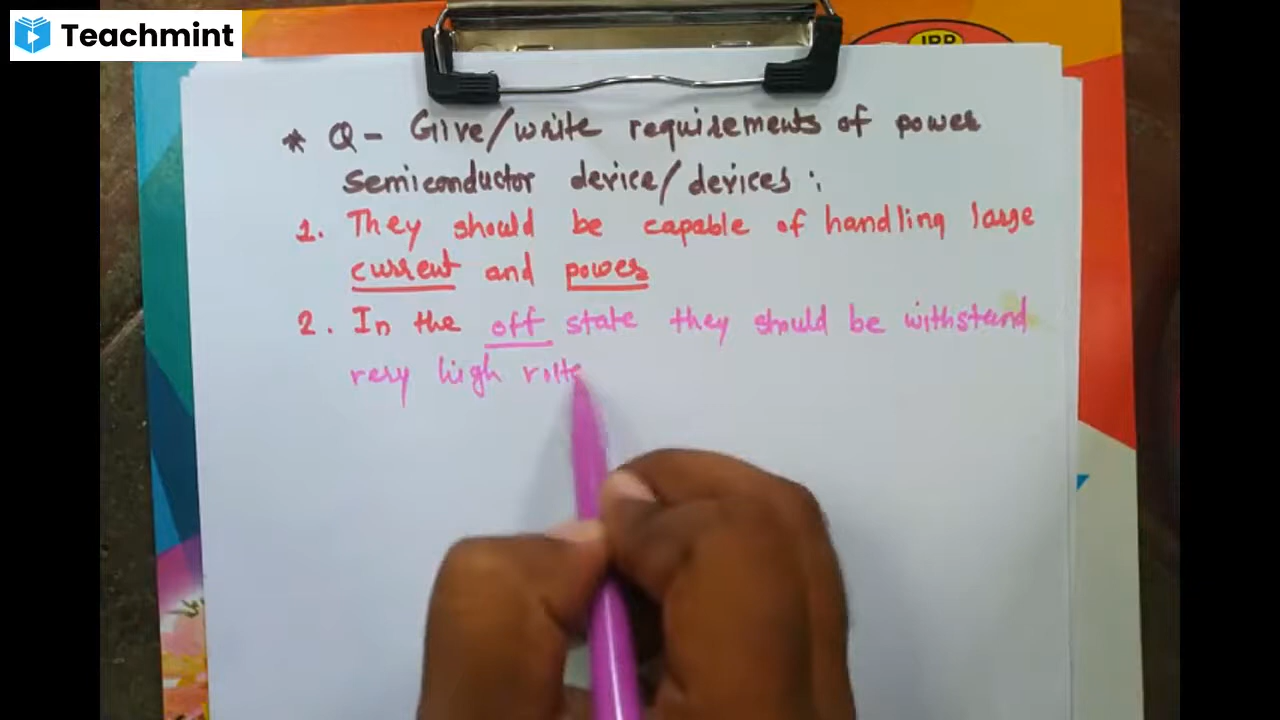 Teachmint
IBP
* Q- Give/write requirements of power
semiconductor device/devices :
1. They should be capable of handling large
current and power
2. In the off state they should be withstand
very high volta